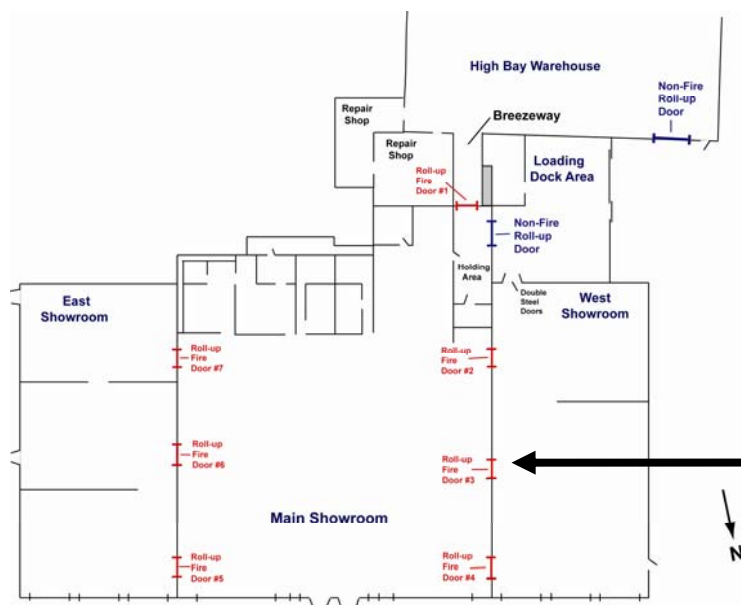 High Bay Warehouse
Non-Fire
Roll-up
Door
Breezeway
Repair
Shop
Repair
Shop
Loading
Dock Area
Roll-up
Fire
Door #1
Non-Fire
Roll-up
Door
Holding
Area
Double
Steel
Doors
East
Showroom
West
Showroom
Roll-up
Fire
Door #7
Roll-up
Fire
Door #2
Roll-up
Fire
Door #6
Roll-up
Fire
Door #3
Main Showroom
Roll-up
Fire
Door #5
Roll-up
Fire
Door #4
N